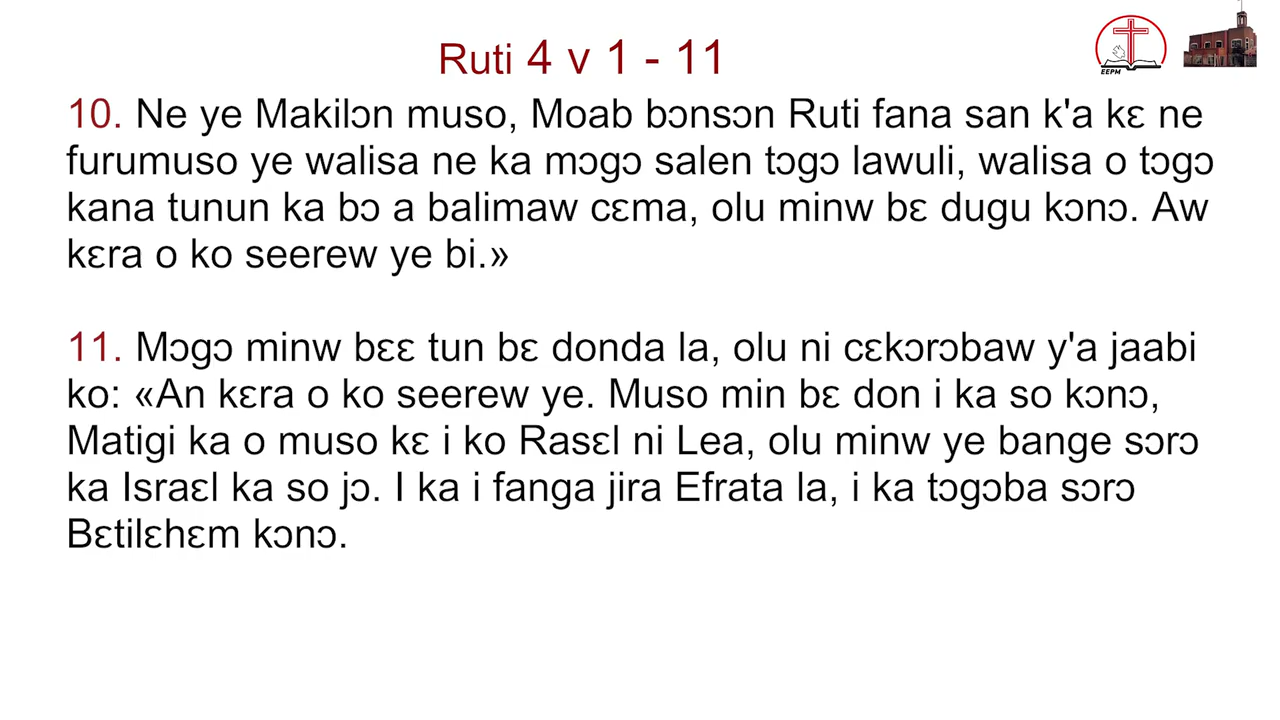 Ruti 4 v 1 - 11
EEPM
10. Ne ye Makilɔn muso, Moab bɔnsɔn Ruti fana san k'a kɛ ne
furumuso ye walisa ne ka mɔgɔ salen tɔgɔ lawuli, walisa o tɔgɔ
kana tunun ka bɔ a balimaw cɛma, olu minw bɛ dugu kɔnɔ. Aw
kɛra o ko seerew ye bi.»
11. Mɔgɔ minw bɛɛ tun bɛ donda la, olu ni cɛkɔrɔbaw y'a jaabi
ko: «An kɛra o ko seerew ye. Muso min bɛ don i ka so kɔnɔ,
Matigi ka o muso kɛ i ko Rasɛl ni Lea, olu minw ye bange sɔrɔ
ka Israɛl ka so jɔ. I ka i fanga jira Efrata la, i ka tɔgɔba sɔrɔ
Bɛtilɛhɛm kɔnɔ.